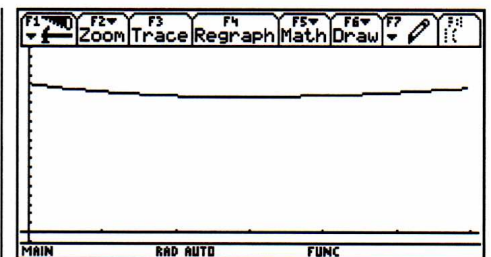 F1 F2 F3 F4 F5 F6 F7
Zoom Trace Regraph Math Draw
MAIN RAD AUTO FUNC